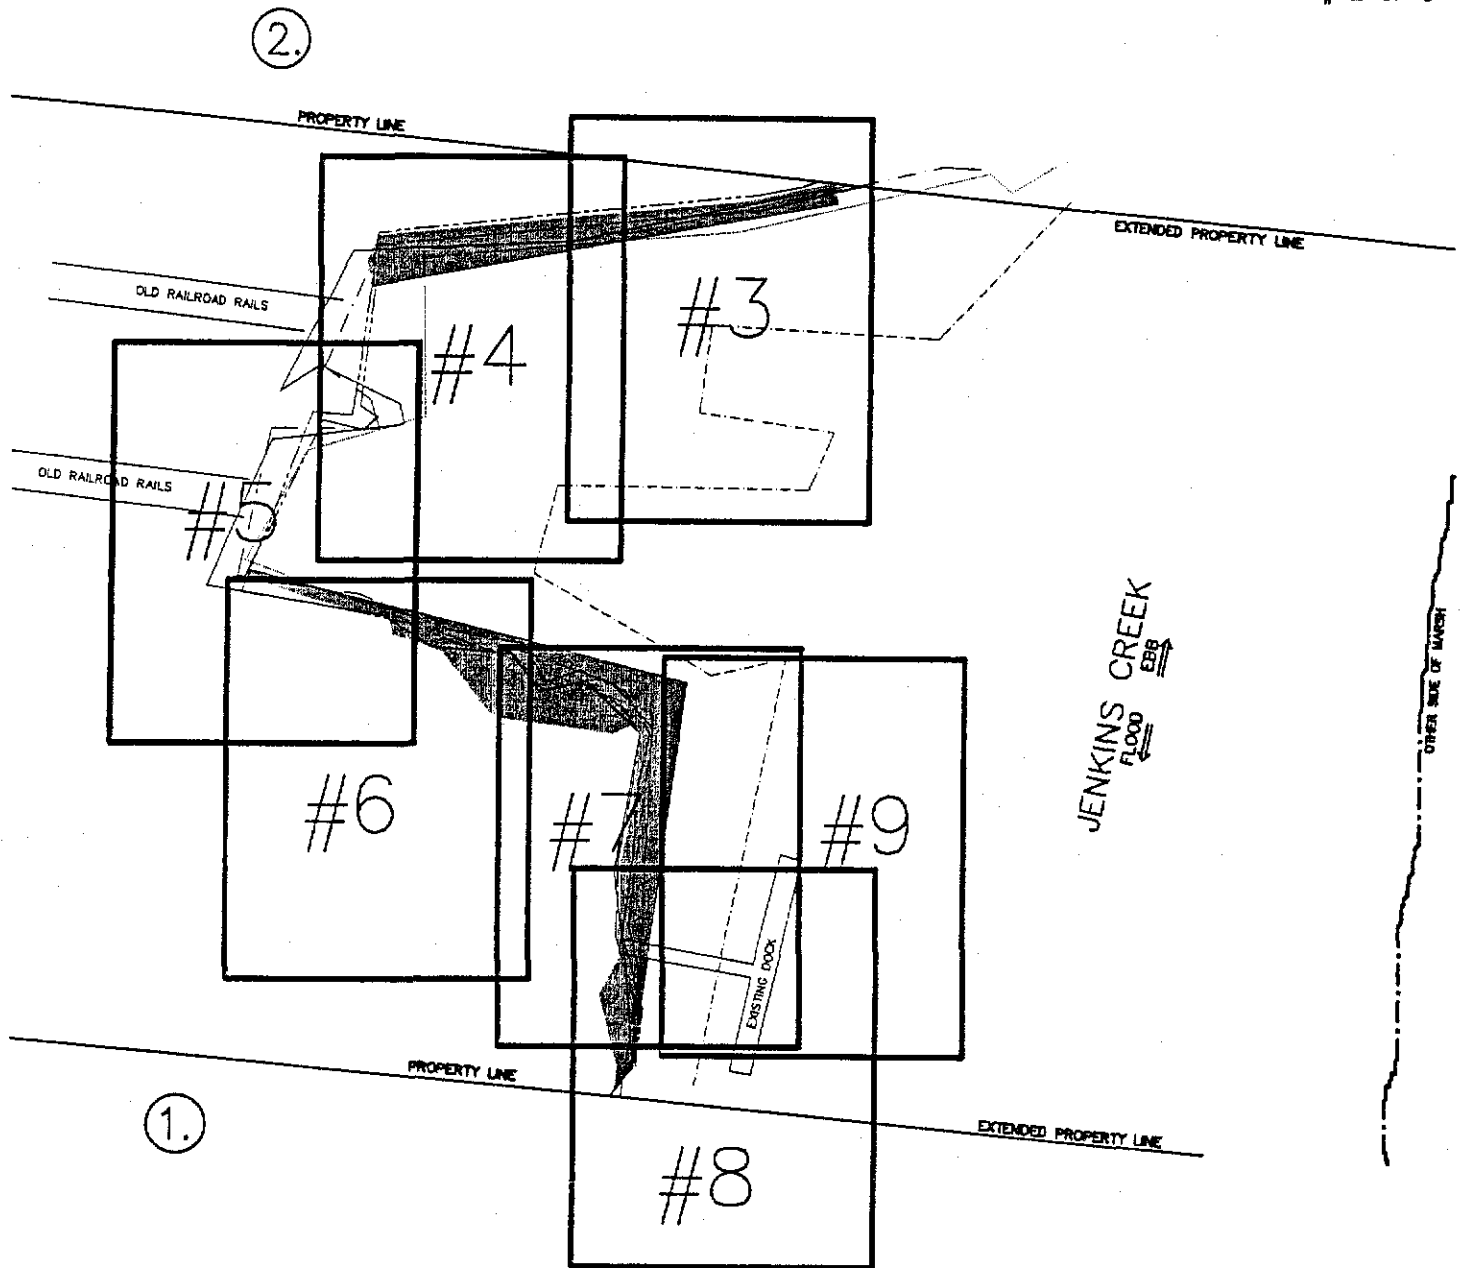 2.
PROPERTY LINE
EXTENDED PROPERTY LINE
OLD RAILROAD RAILS
#3
#4
OLD RAILROAD RAILS
#5
JENKINS CREEK
EBB
FLOOD
OTHER SIDE OF MARSH
#6
#7
#9
EXISTING DOCK
PROPERTY LINE
1.
EXTENDED PROPERTY LINE
#8